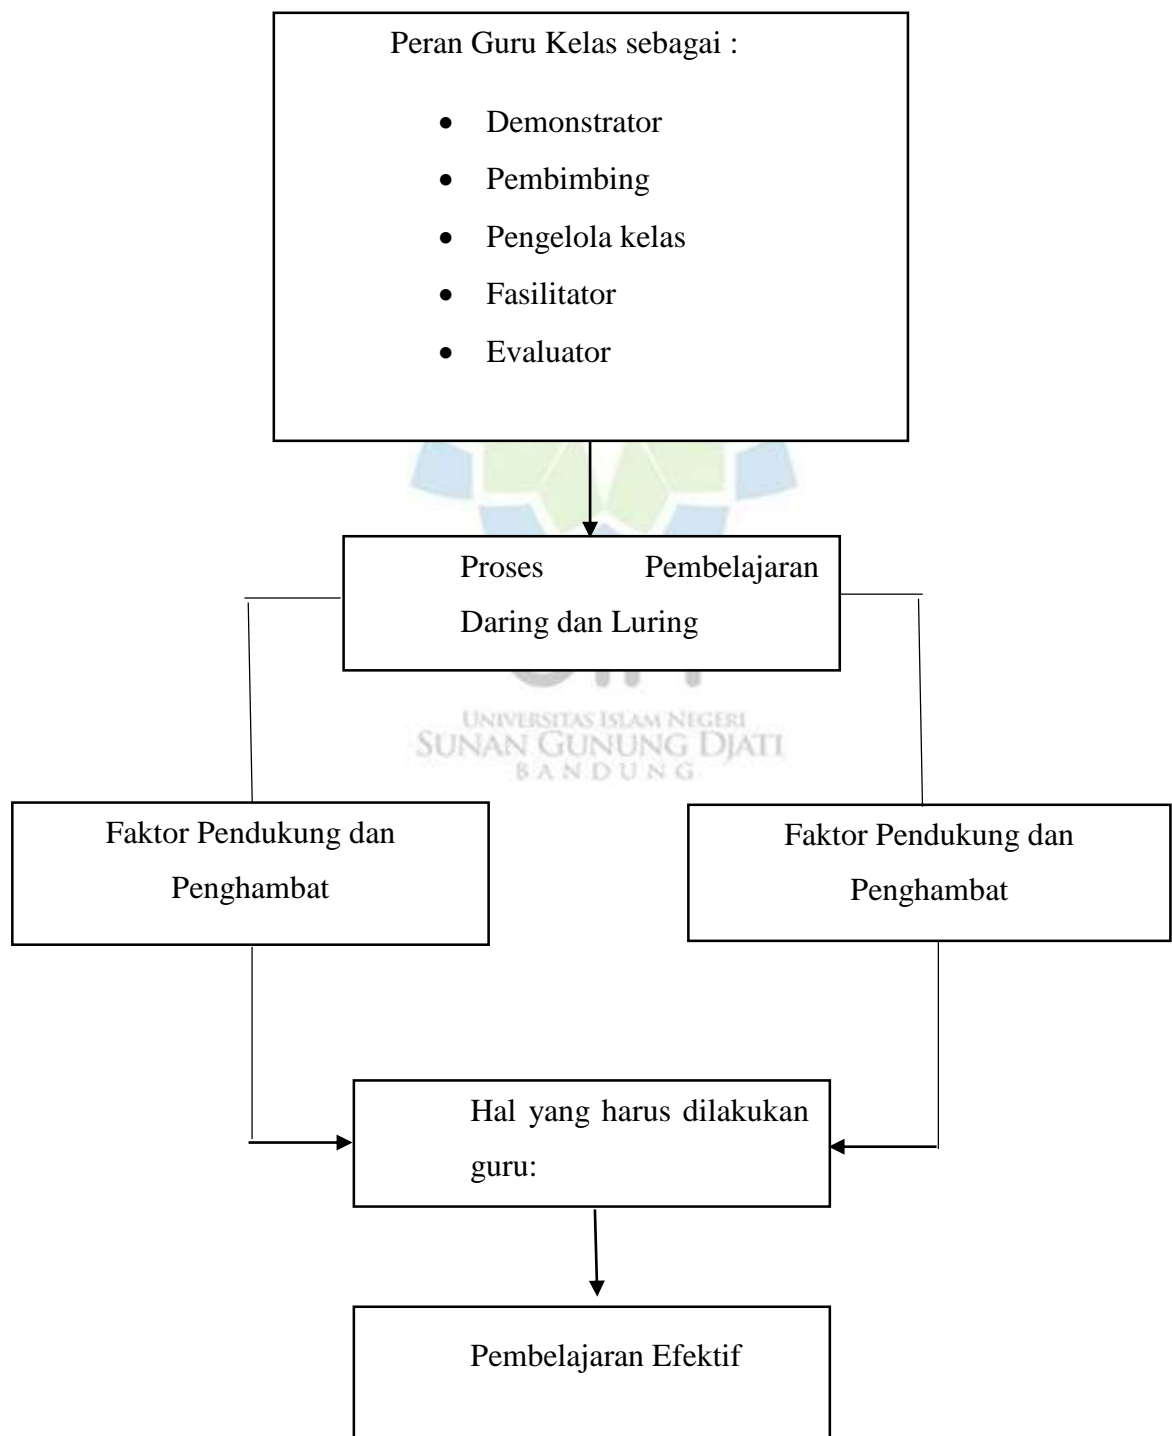 Peran Guru Kelas sebagai :
• Demonstrator
• Pembimbing
• Pengelola kelas
• Fasilitator
• Evaluator
Proses Pembelajaran
Daring dan Luring
UNIVERSITAS ISLAM NEGERI
SUNAN GUNUNG DJATI
BANDUNG
Faktor Pendukung dan
Penghambat
Faktor Pendukung dan
Penghambat
Hal yang harus dilakukan
guru:
Pembelajaran Efektif